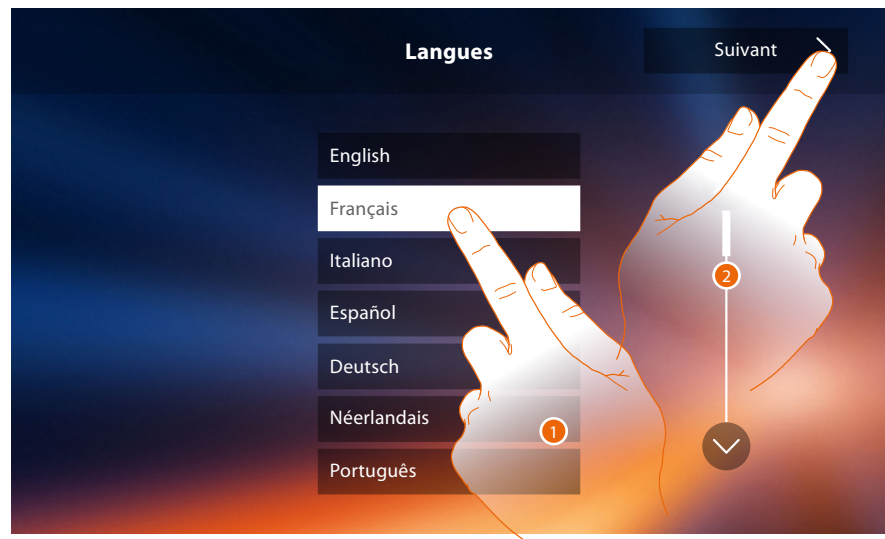 Langues
Suivant
English
Français
Italiano
Español
Deutsch
Néerlandais
Português
1
2